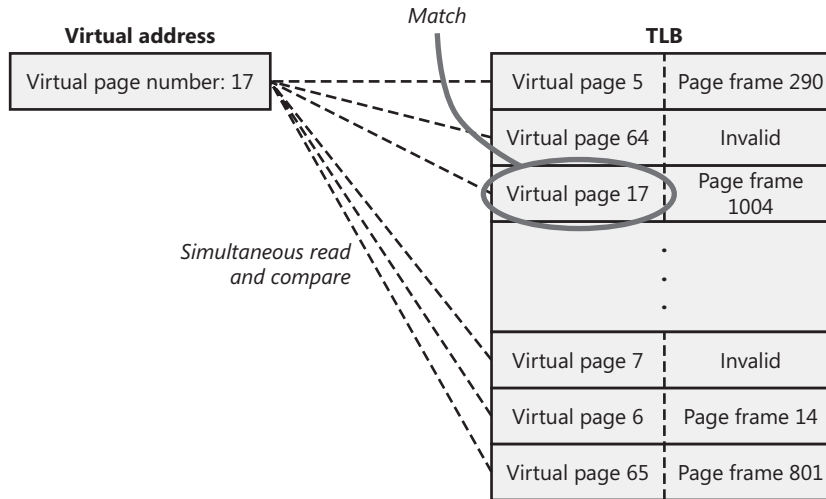 Match
Virtual address
TLB
Virtual page number: 17
Virtual page 5
Page frame 290
Virtual page 64
Invalid
Virtual page 17
Page frame
1004
Simultaneous read
and compare
.
.
.
Virtual page 7
Invalid
Virtual page 6
Page frame 14
Virtual page 65
Page frame 801